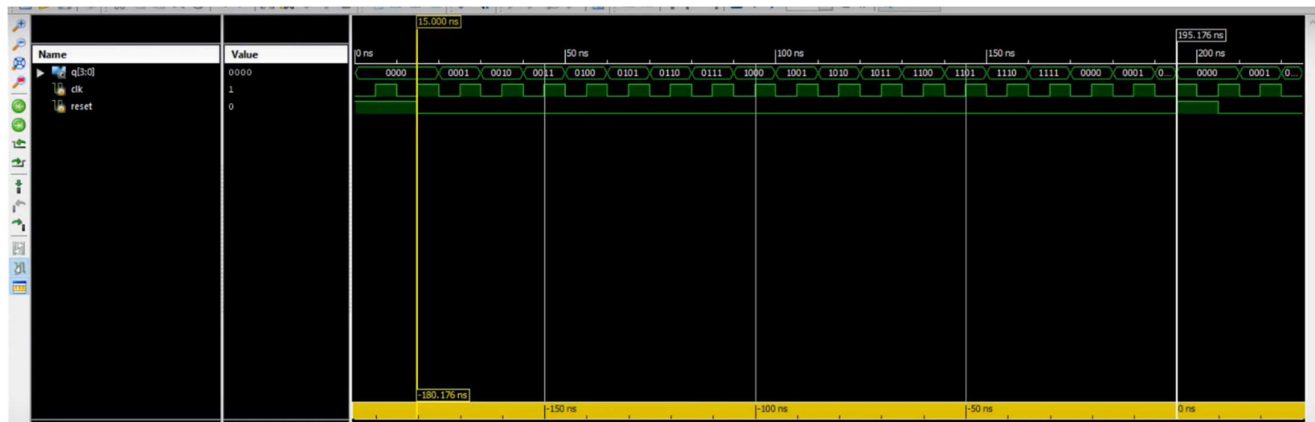 15.000 ns
195.176 ns
Name Value
0 ns 50 ns 100 ns 150 ns 200 ns
q[3:0] 0000 0000 0001 0010 0011 0100 0101 0110 0111 1000 1001 1010 1011 1100 1101 1110 1111 0000 0001 0... 0000 0001 0...
clk 1
reset 0
-180.176 ns
-150 ns -100 ns -50 ns 0 ns